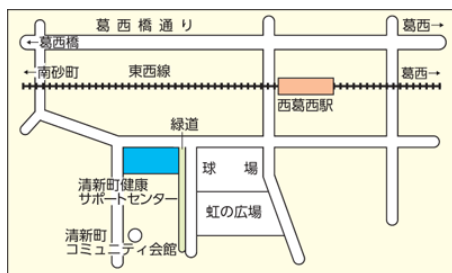 葛西橋通り
葛西→
←葛西橋
←南砂町
東西線
葛西→
西葛西駅
緑道
球場
清新町健康
サポートセンター
虹の広場
清新町
コミュニティ会館